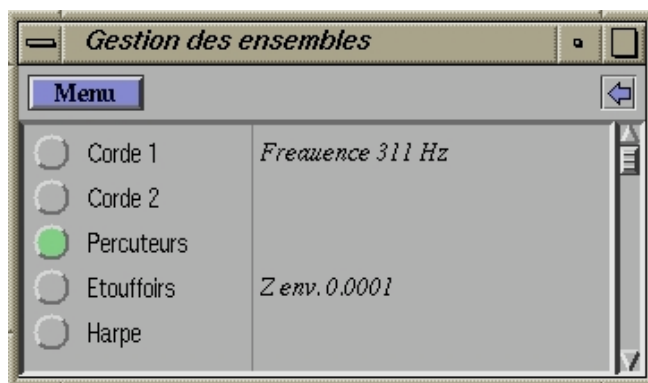 Gestion des ensembles
Menu
Corde 1 Freauence 311 Hz
Corde 2
Percuteurs
Etouffoirs Z env. 0.0001
Harpe